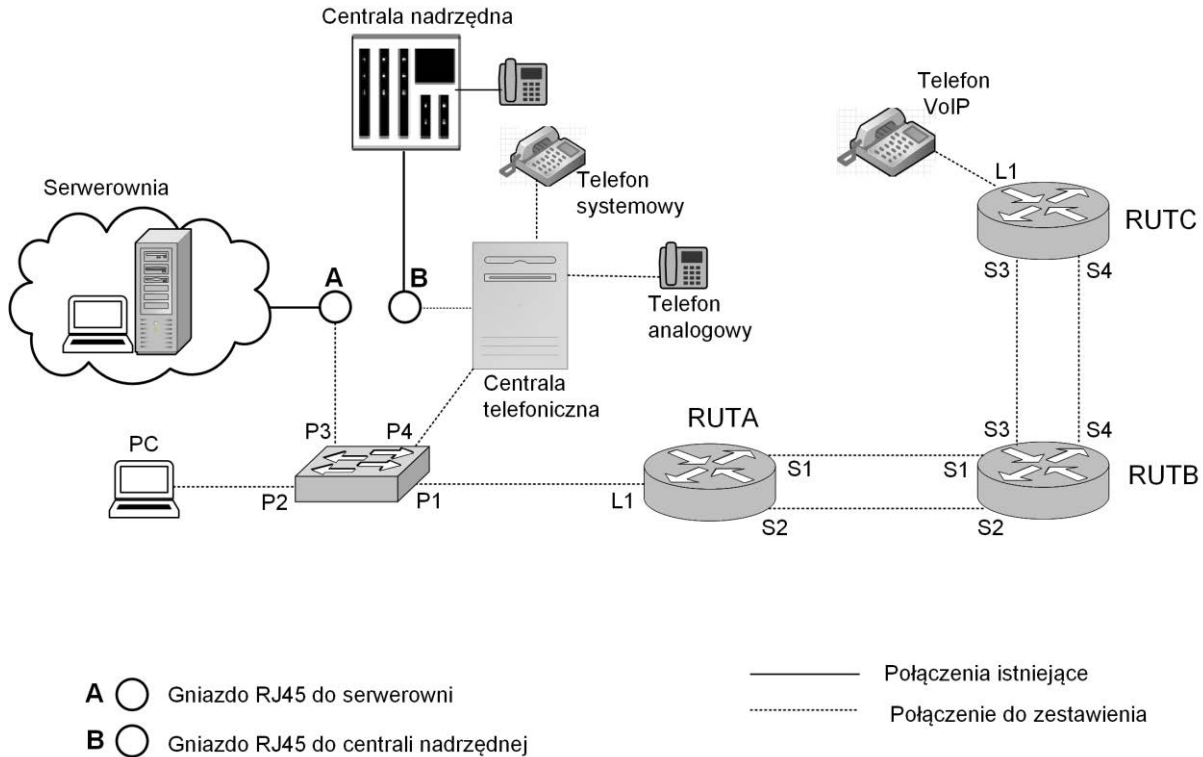 Centrala nadrzędna
Telefon
VoIP
Serwerownia
Telefon
systemowy
L1
RUTC
A
B
S3
S4
Telefon
analogowy
Centrala
telefoniczna
RUTA
PC
P3
P4
S3
S4
S1
S1
RUTB
P2
P1
L1
S2
S2
A Gniazdo RJ45 do serwerowni
B Gniazdo RJ45 do centrali nadrzędnej
Połączenia istniejące
Połączenie do zestawienia